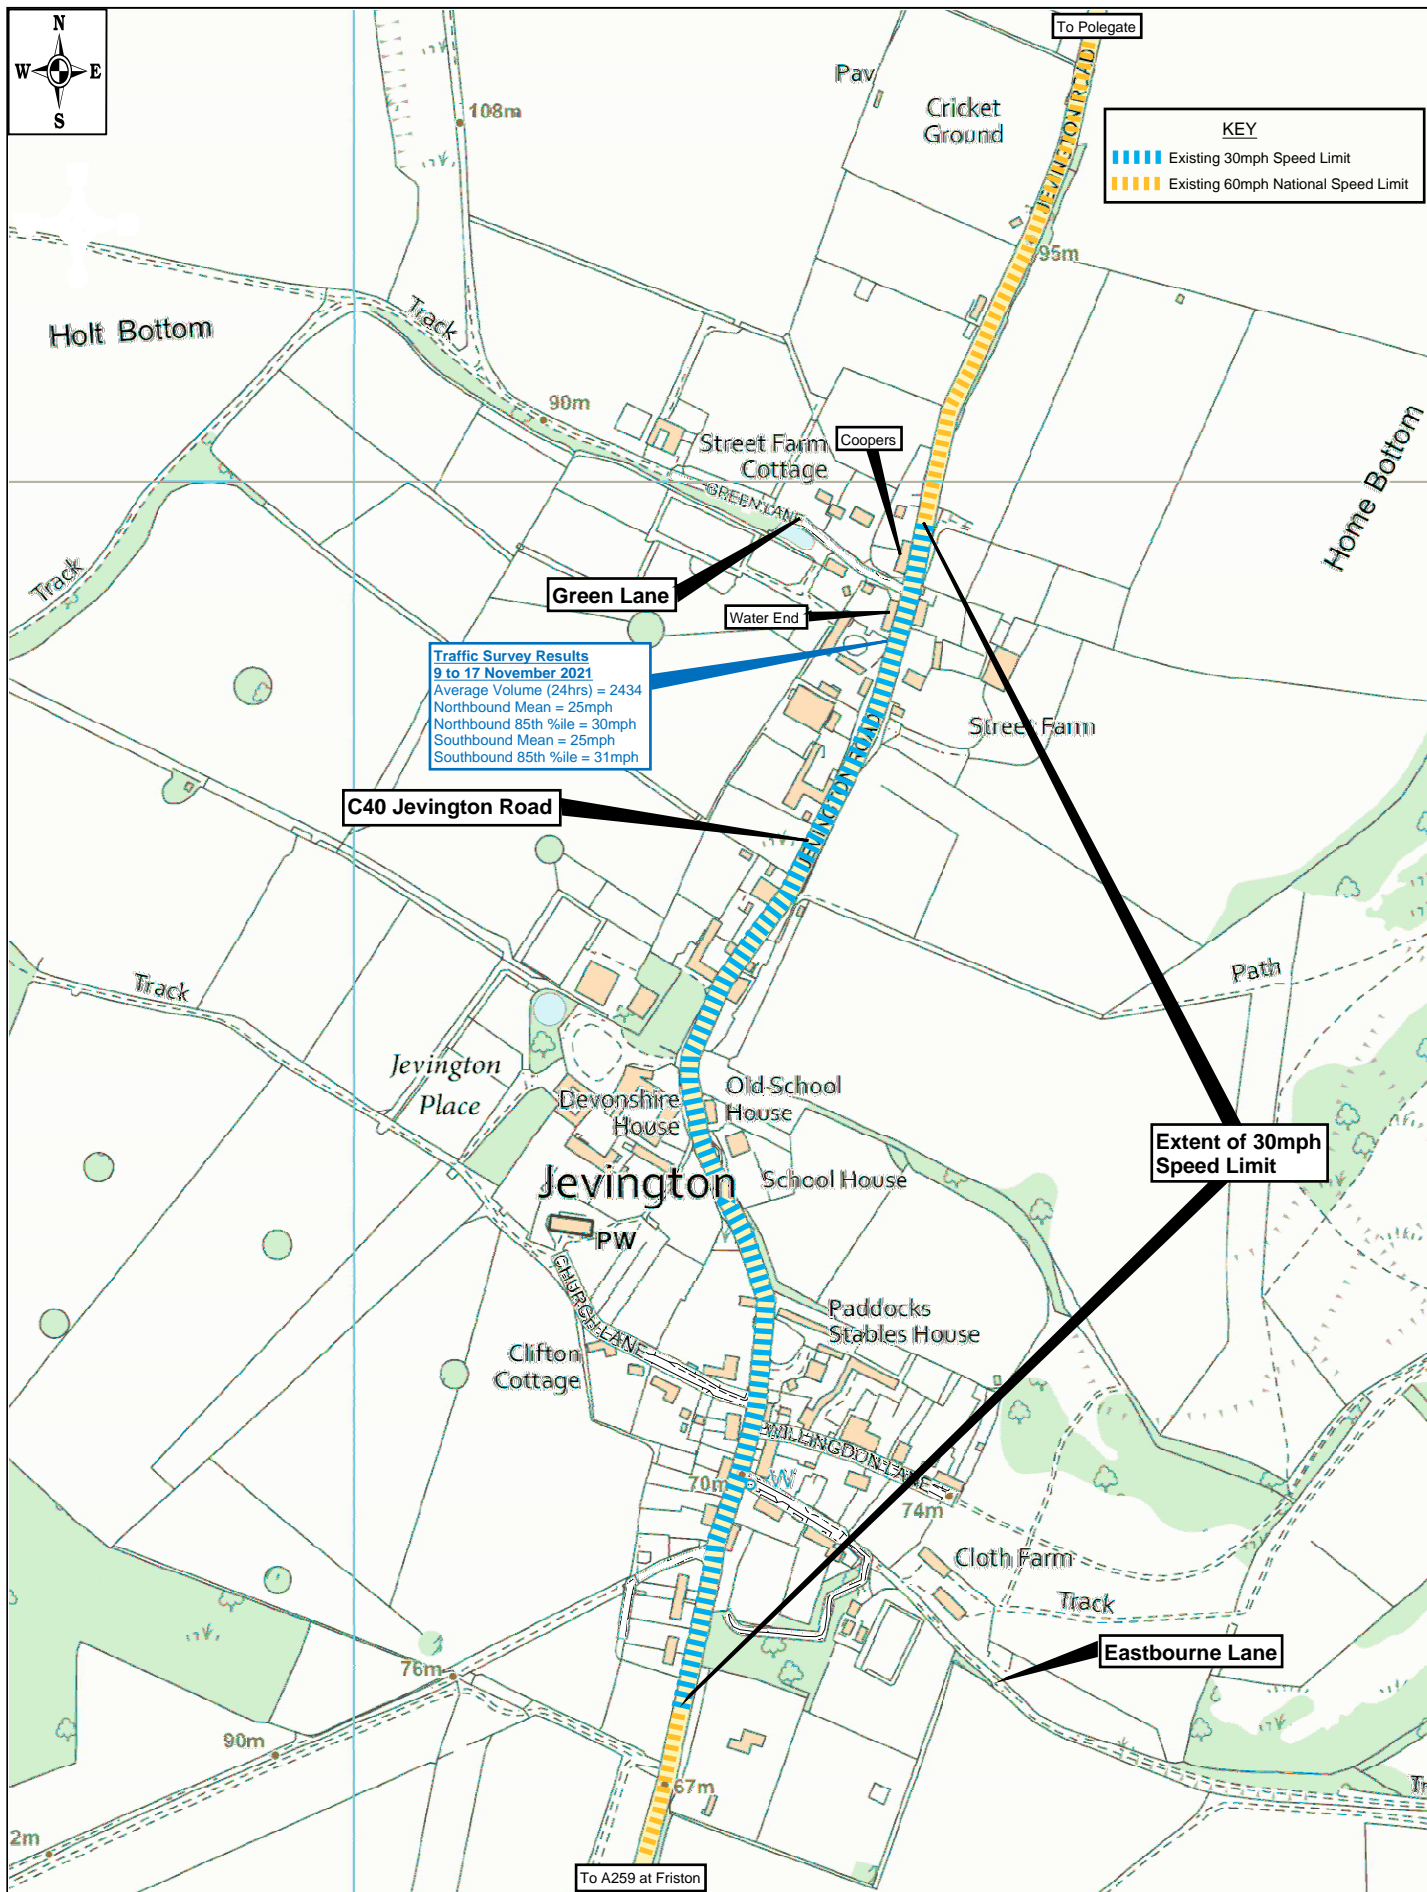 N
W
E
S
To Polegate
KEY
Existing 30mph Speed Limit
Existing 60mph National Speed Limit
Pav
Cricket
Ground
JEVINGTON ROAD
JEVINGTON ROAD
108m
95m
Holt Bottom
Track
90m
Street Farm
Cottage
Coopers
GREEN LANE
Home Bottom
Track
Green Lane
Water End
Traffic Survey Results
9 to 17 November 2021
Average Volume (24hrs) = 2434
Northbound Mean = 25mph
Northbound 85th %ile = 30mph
Southbound Mean = 25mph
Southbound 85th %ile = 31mph
Street Farm
C40 Jevington Road
JEVINGTON ROAD
Track
Path
Jevington
Place
Devonshire
House
Old School
House
Extent of 30mph
Speed Limit
Jevington
School House
PW
CHURCH LANE
Paddocks
Stables House
Clifton
Cottage
WILLINGDON LANE
70m
W
74m
Cloth Farm
Track
Eastbourne Lane
76m
90m
67m
Tr
2m
To A259 at Friston